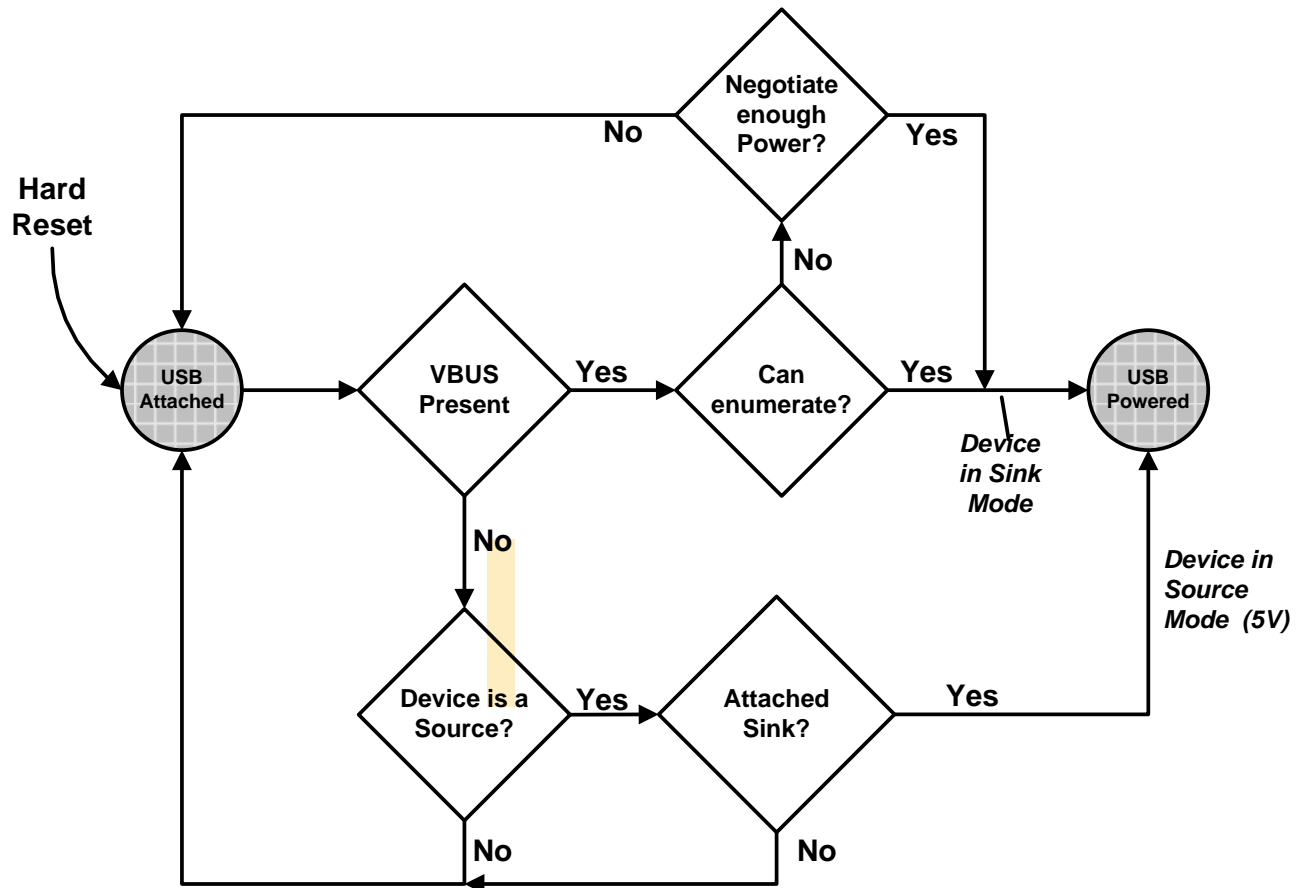 Negotiate
enough
Power?
No
Yes
Hard
Reset
No
USB
Attached
VBUS
Present
Yes
Can
enumerate?
Yes
USB
Powered
Device
in Sink
Mode
No
Device in
Source
Mode (5V)
Device is a
Source?
Yes
Attached
Sink?
Yes
No
No